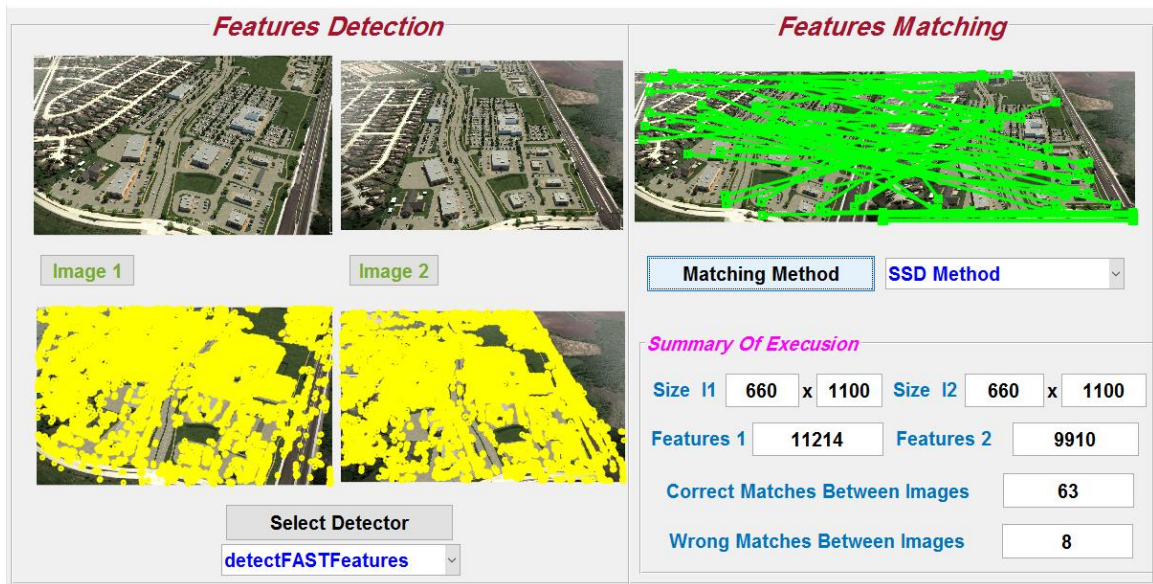 Features Detection
Image 1
Image 2
Select Detector
detectFASTFeatures
Features Matching
Matching Method
SSD Method
Summary Of Execusion
Size I1 660 x 1100 Size I2 660 x 1100
Features 1 11214 Features 2 9910
Correct Matches Between Images 63
Wrong Matches Between Images 8